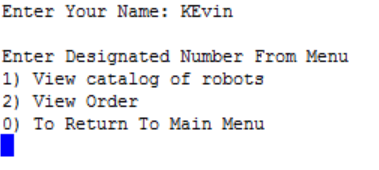 Enter Your Name: KEvin
Enter Designated Number From Menu
1) View catalog of robots
2) View Order
0) To Return To Main Menu